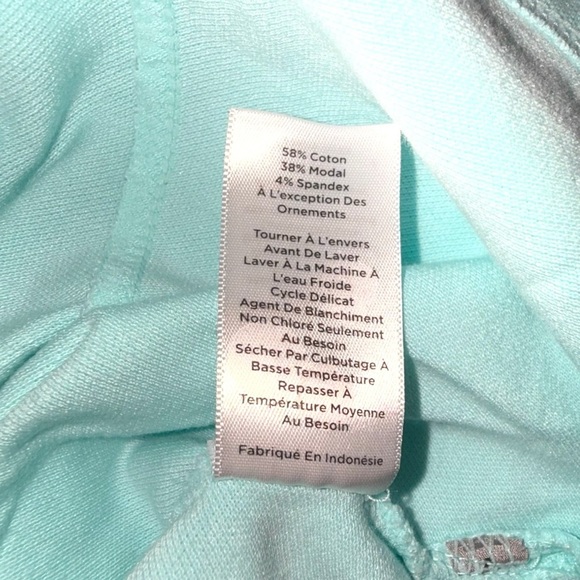 58% Coton
38% Modal
4% Spandex
À L'exception Des
Ornements
Tourner À L'envers
Avant De Laver
Laver À La Machine À
L'eau Froide
Cycle Délicat
Agent De Blanchiment
Non Chloré Seulement
Au Besoin
Sécher Par Culbutage À
Basse Température
Repasser À
Température Moyenne
Au Besoin
Fabriqué En Indonésie